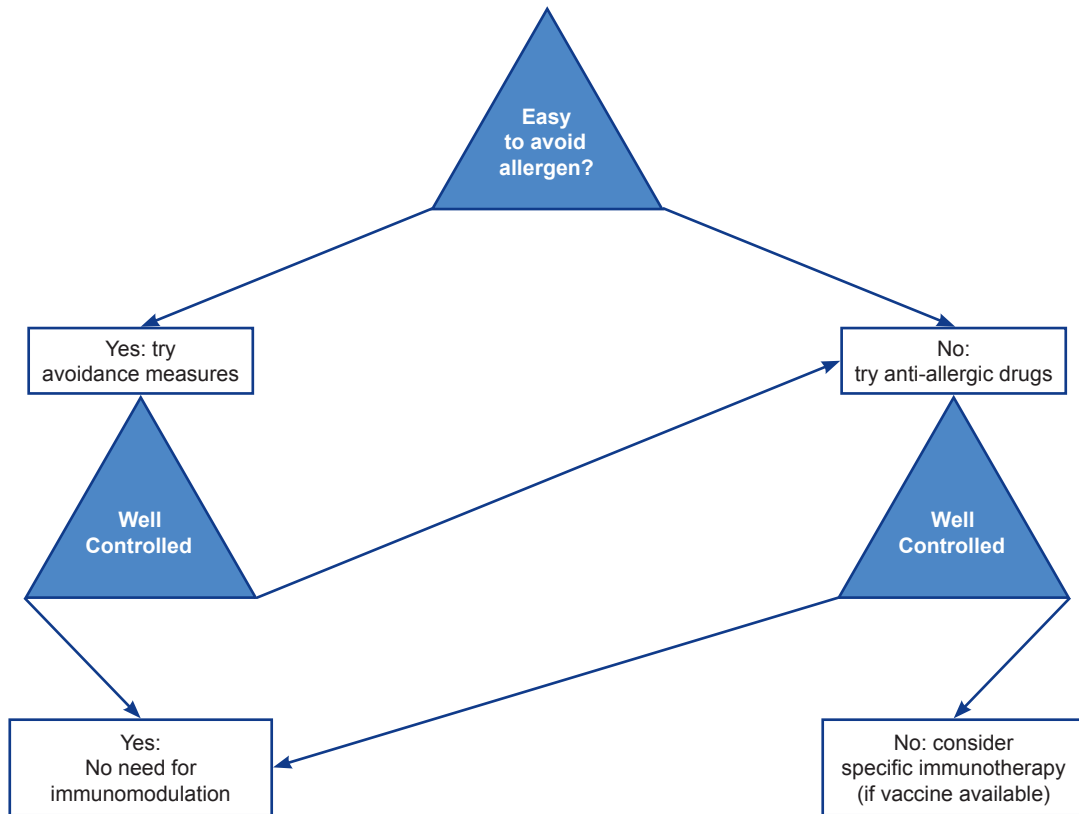 Easy
to avoid
allergen?
Yes: try
avoidance measures
No:
try anti-allergic drugs
Well
Controlled
Well
Controlled
Yes:
No need for
immunomodulation
No: consider
specific immunotherapy
(if vaccine available)